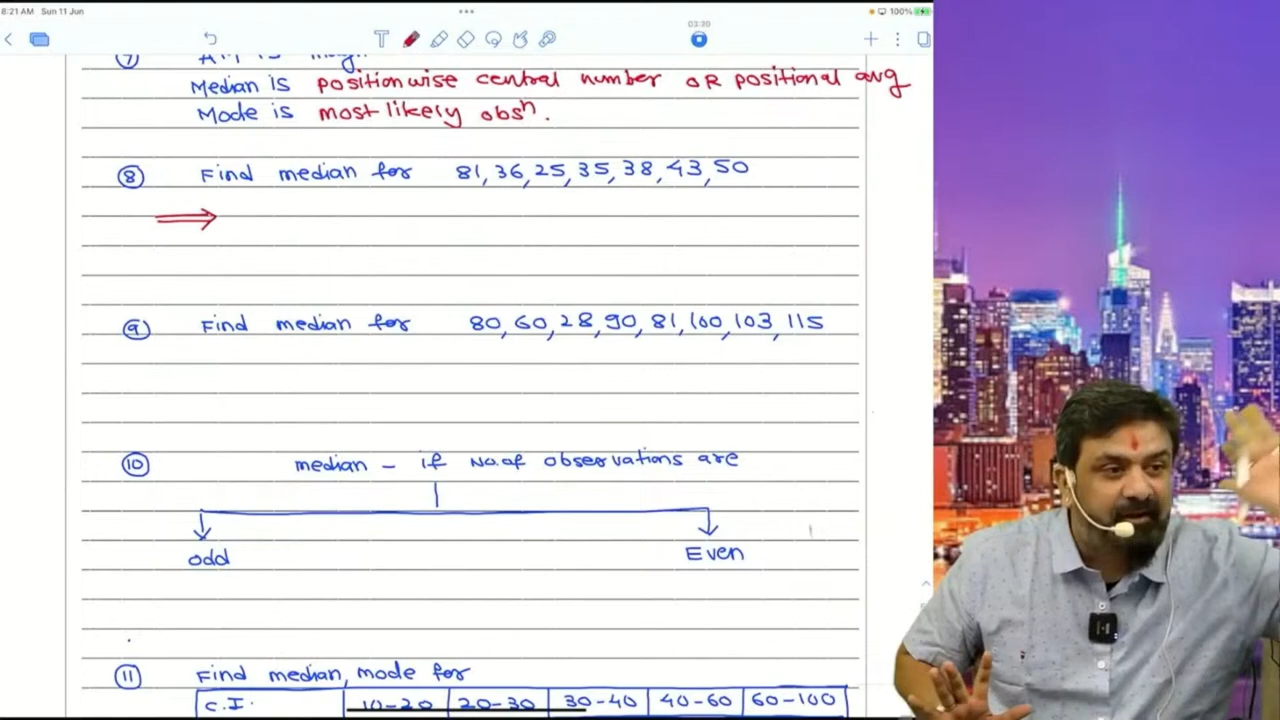 8:21 AM Sun 11 Jun
100%
03:20
7
Median is positionwise central number OR positional avg
Mode is most likely obsn.
8 Find median for 81, 36, 25, 35, 38, 43, 50
9 Find median for 80, 60, 28, 90, 81, 100, 103, 115
10 median - if No. of observations are
odd Even
11 Find median, mode for
C.I. 10-20 20-30 30-40 40-60 60-100